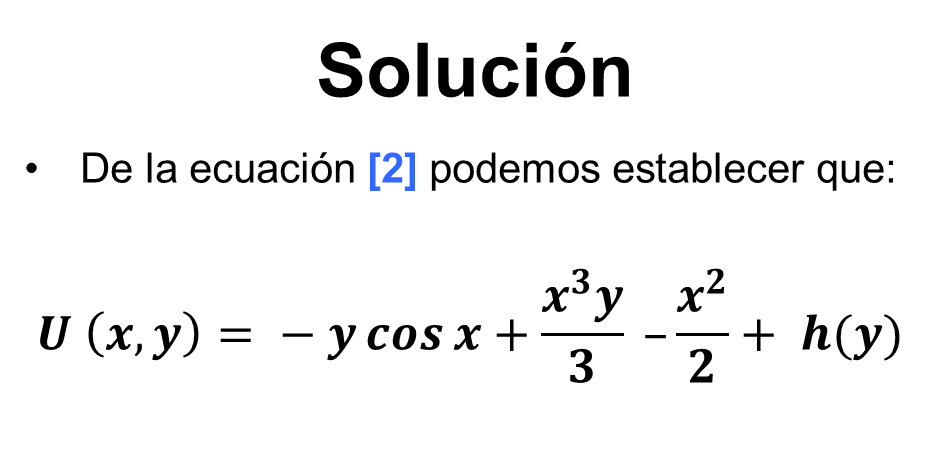 Solución
• De la ecuación [2] podemos establecer que:
U (x, y) = − y cos x + x³y/3 − x²/2 + h(y)